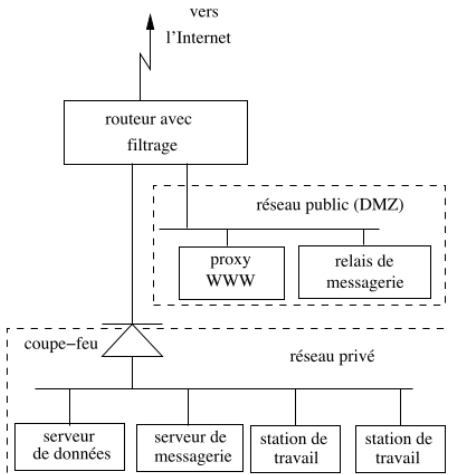 vers
l'Internet
routeur avec
filtrage
réseau public (DMZ)
proxy
WWW
relais de
messagerie
coupe-feu
réseau privé
serveur
de données
serveur de
messagerie
station de
travail
station de
travail